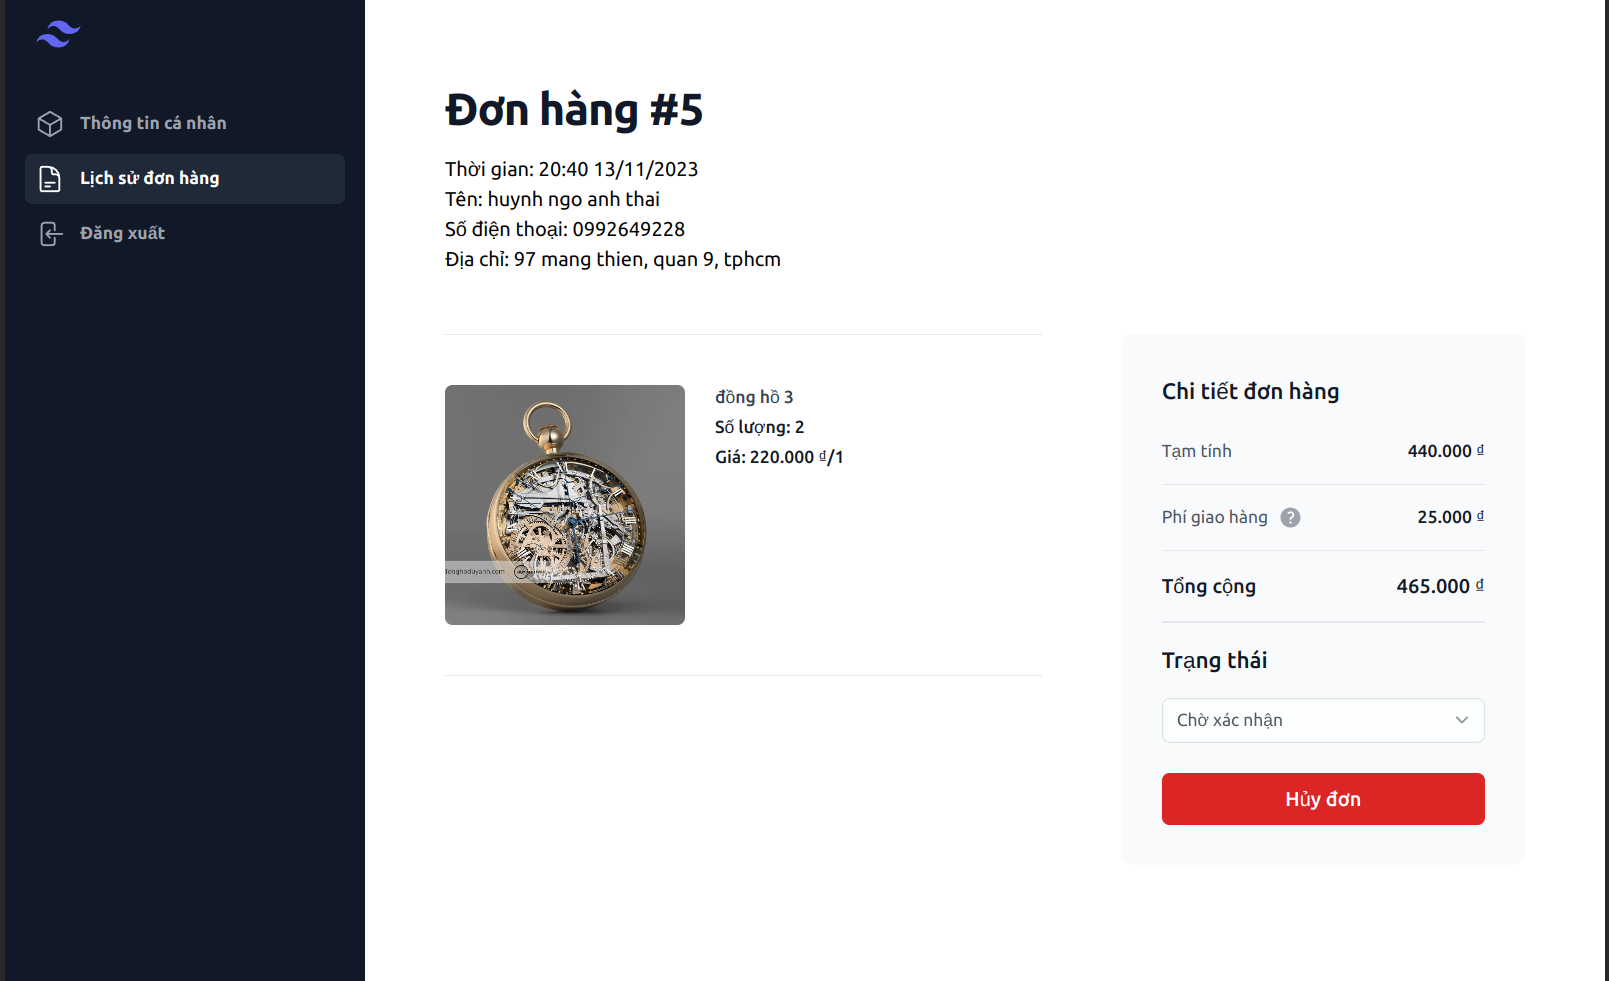 Thông tin cá nhân
Lịch sử đơn hàng
Đăng xuất
Đơn hàng #5
Thời gian: 20:40 13/11/2023
Tên: huynh ngo anh thai
Số điện thoại: 0992649228
Địa chỉ: 97 mang thien, quan 9, tphcm
đồng hồ 3
Số lượng: 2
Giá: 220.000 ₫/1
donghoduyanh.com
Chi tiết đơn hàng
Tạm tính 440.000 ₫
Phí giao hàng ? 25.000 ₫
Tổng cộng 465.000 ₫
Trạng thái
Chờ xác nhận
Hủy đơn